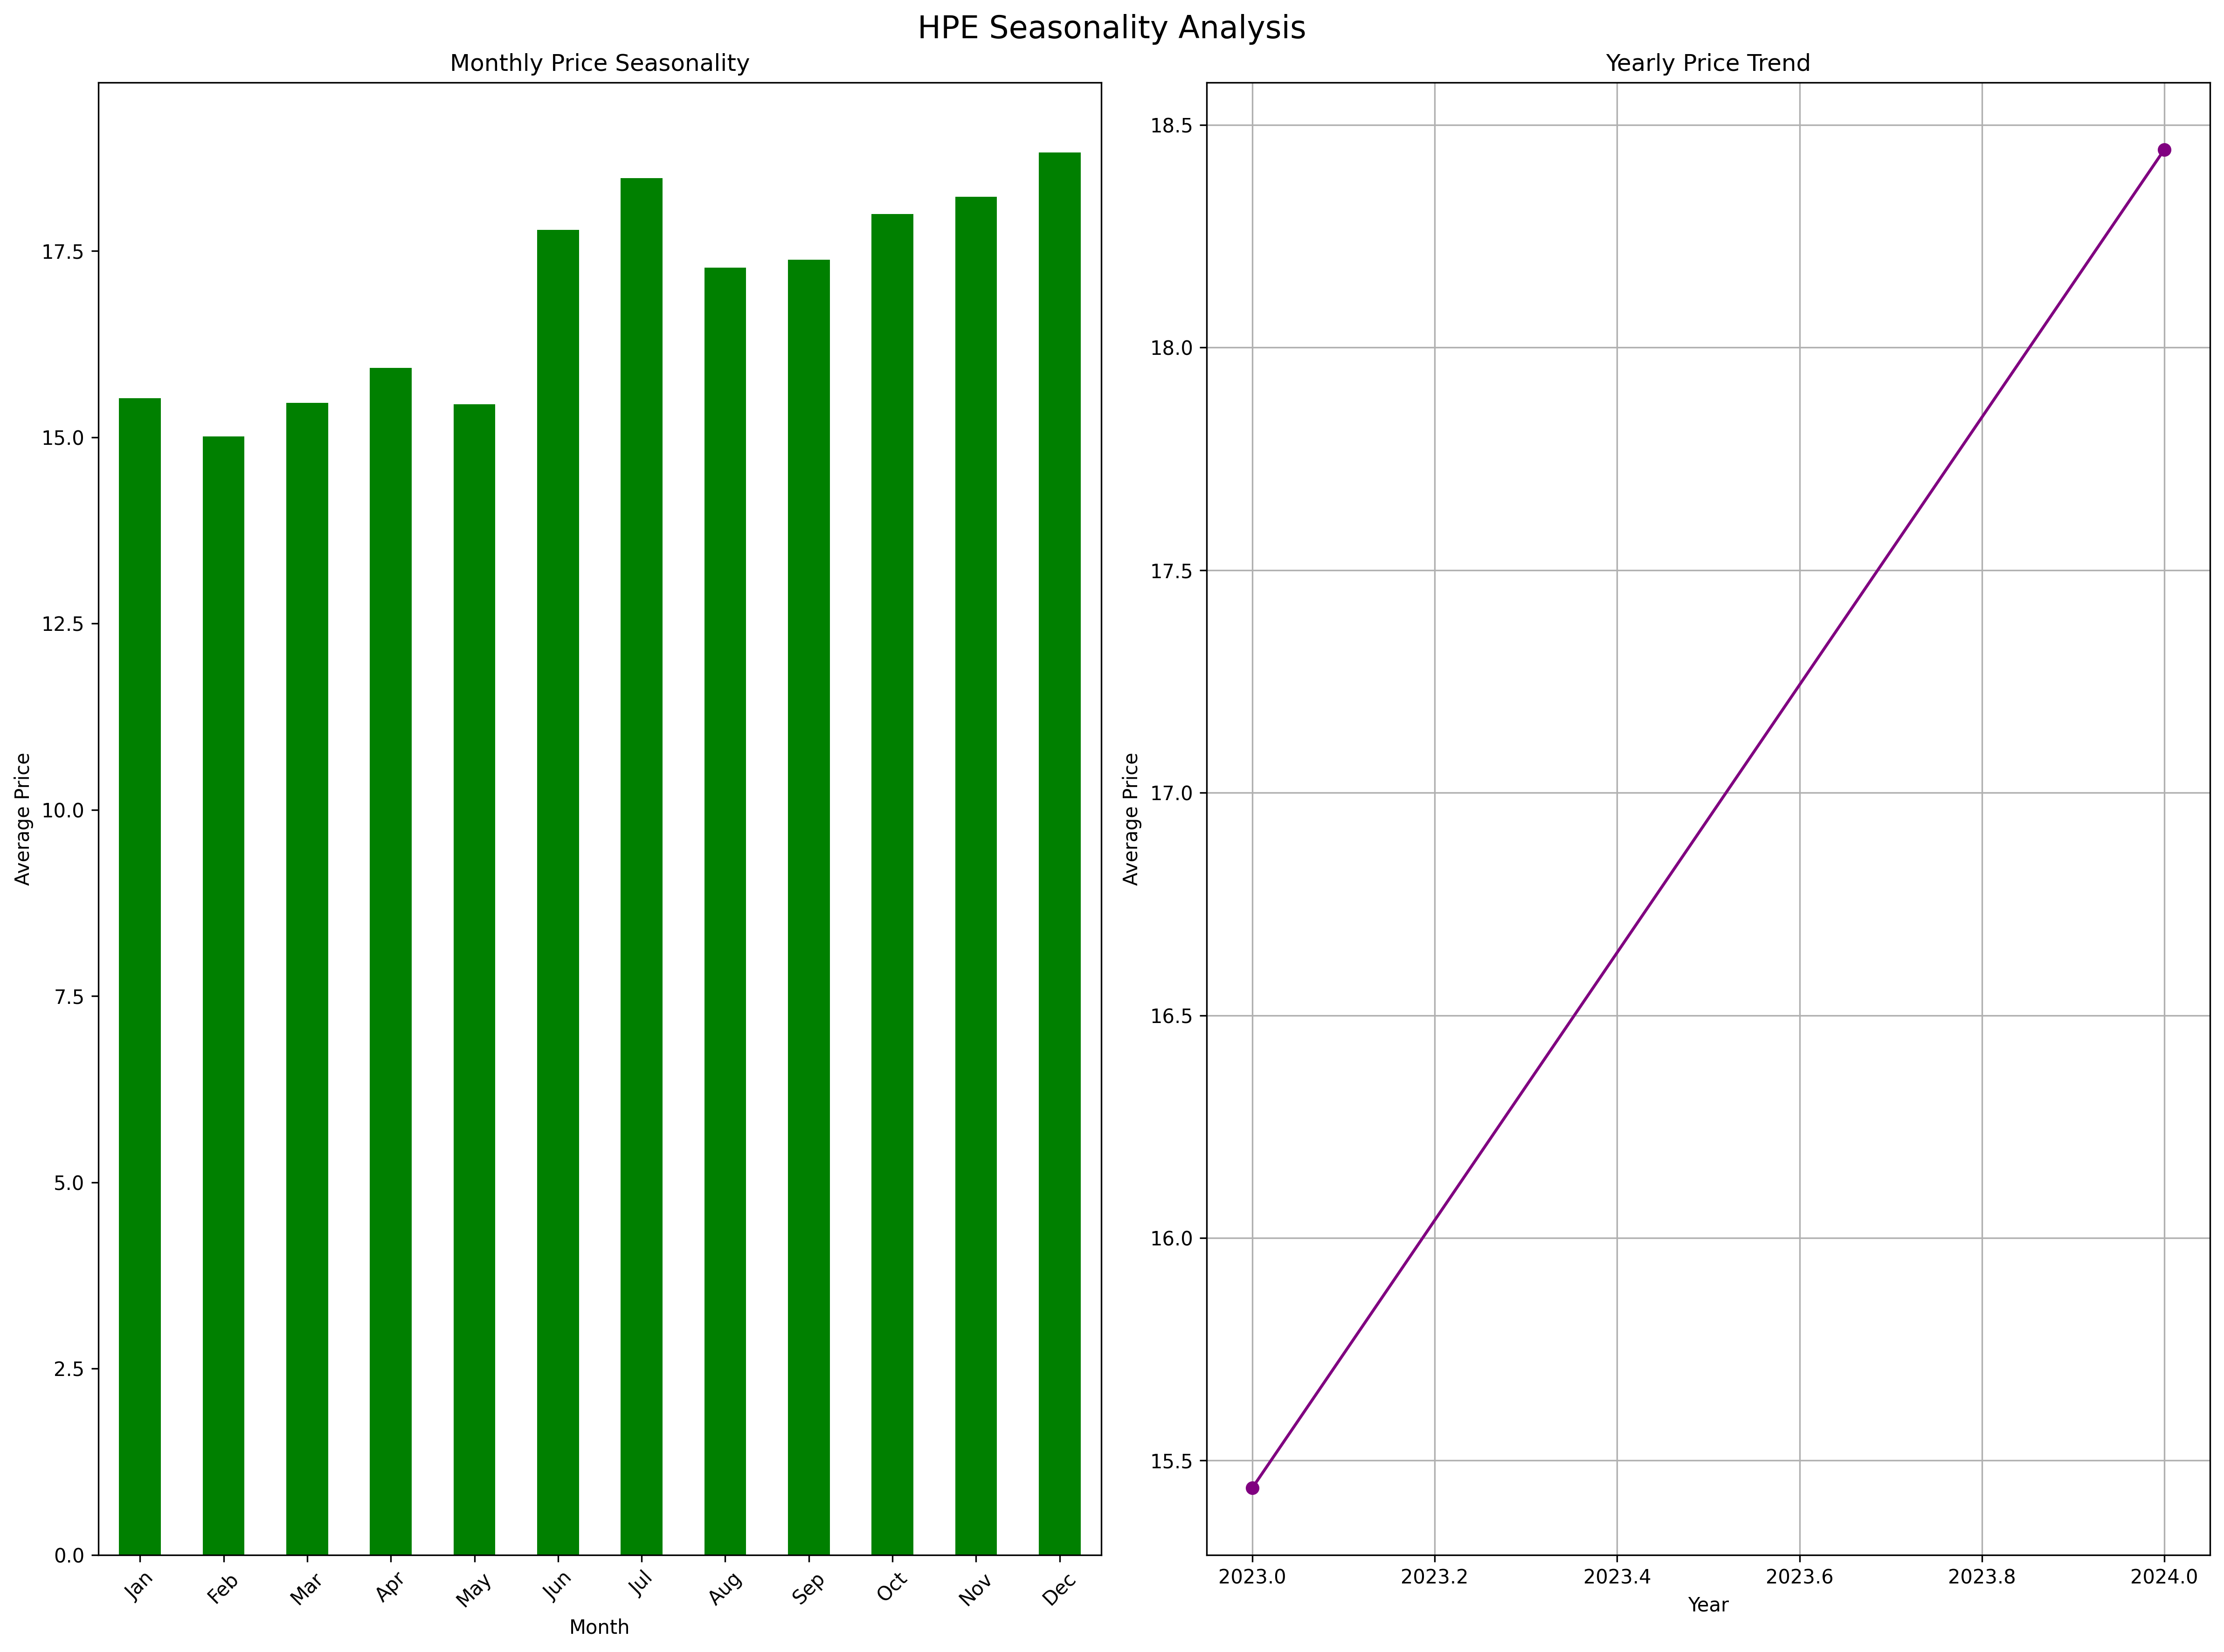 HPE Seasonality Analysis
Monthly Price Seasonality
Average Price
17.5
15.0
12.5
10.0
7.5
5.0
2.5
0.0
Jan Feb Mar Apr May Jun Jul Aug Sep Oct Nov Dec
Month
Yearly Price Trend
Average Price
18.5
18.0
17.5
17.0
16.5
16.0
15.5
2023.0 2023.2 2023.4 2023.6 2023.8 2024.0
Year